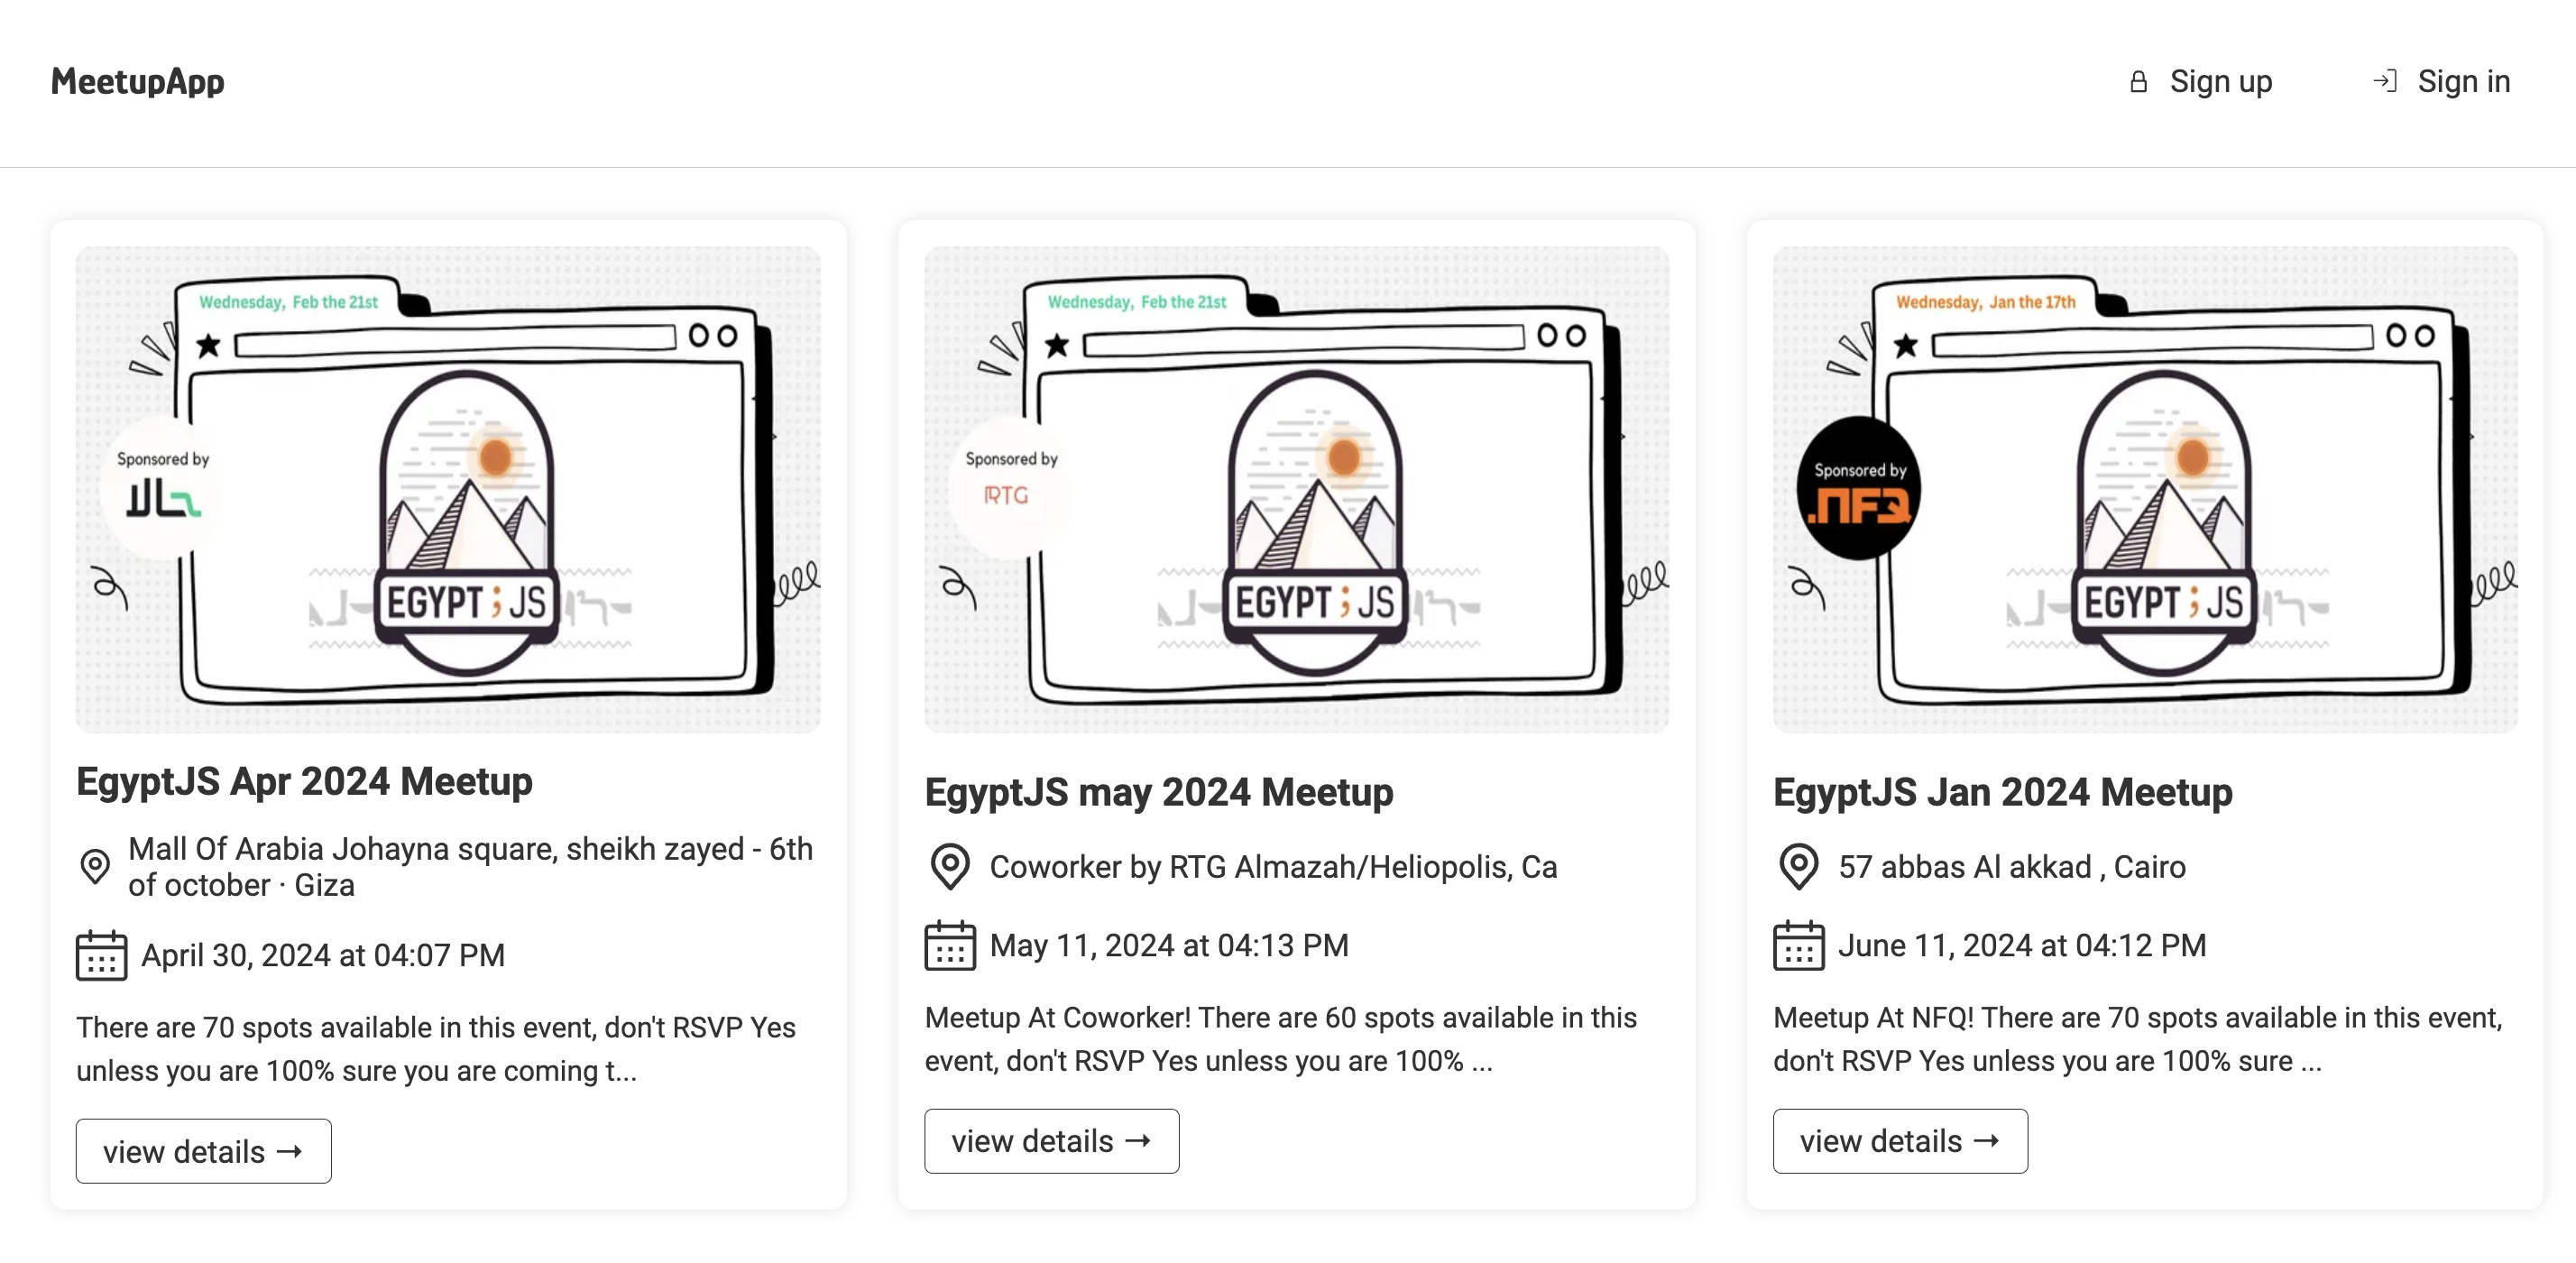 MeetupApp
Sign up
Sign in
Wednesday, Feb the 21st
Sponsored by
حالا
EGYPT ; JS
EgyptJS Apr 2024 Meetup
Mall Of Arabia Johayna square, sheikh zayed - 6th
of october · Giza
April 30, 2024 at 04:07 PM
There are 70 spots available in this event, don't RSVP Yes
unless you are 100% sure you are coming t...
view details →
Wednesday, Feb the 21st
Sponsored by
RTG
EGYPT ; JS
EgyptJS may 2024 Meetup
Coworker by RTG Almazah/Heliopolis, Ca
May 11, 2024 at 04:13 PM
Meetup At Coworker! There are 60 spots available in this
event, don't RSVP Yes unless you are 100% ...
view details →
Wednesday, Jan the 17th
Sponsored by
.NFQ
EGYPT ; JS
EgyptJS Jan 2024 Meetup
57 abbas Al akkad , Cairo
June 11, 2024 at 04:12 PM
Meetup At NFQ! There are 70 spots available in this event,
don't RSVP Yes unless you are 100% sure ...
view details →